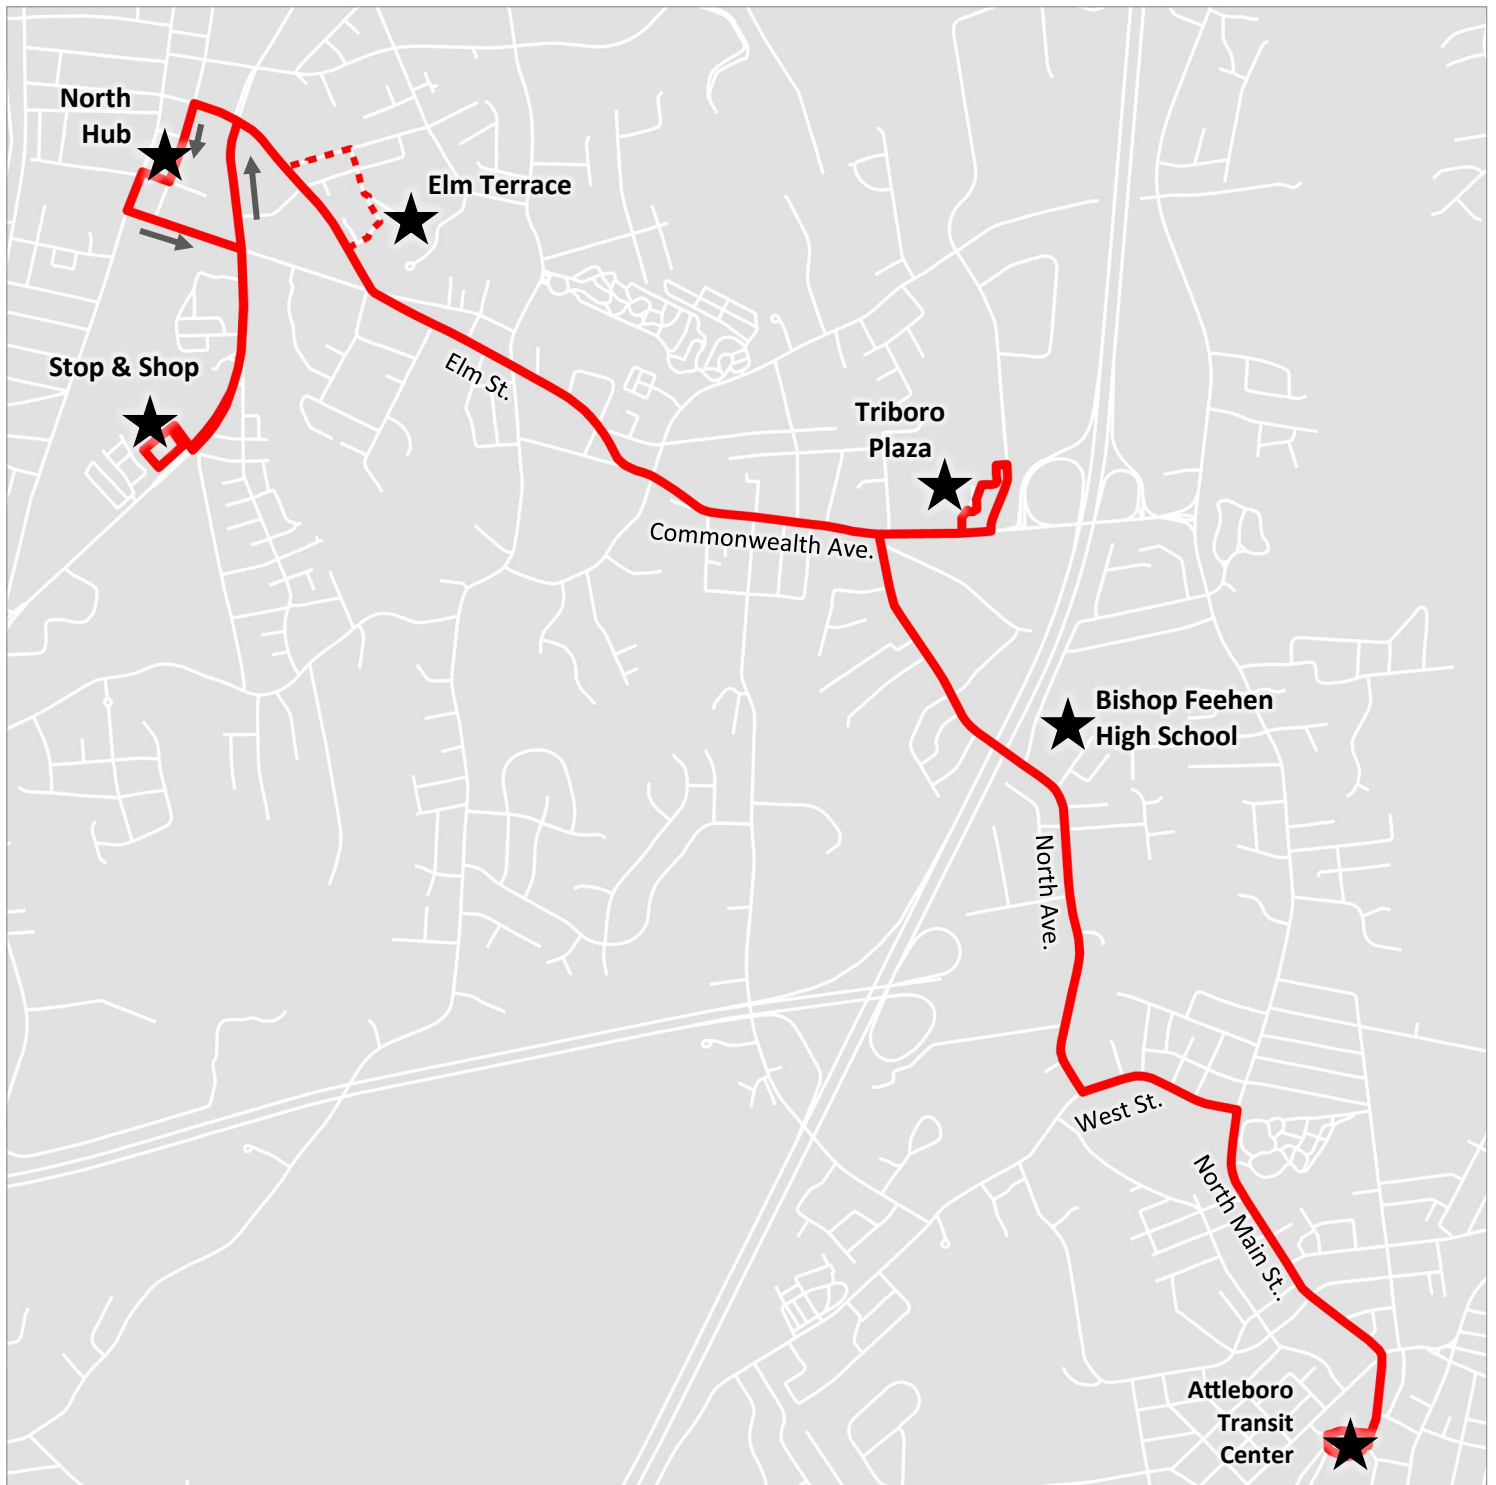 North
Hub
Elm Terrace
Stop & Shop
Elm St.
Triboro
Plaza
Commonwealth Ave.
Bishop Feehen
High School
North Ave.
West St.
North Main St..
Attleboro
Transit
Center